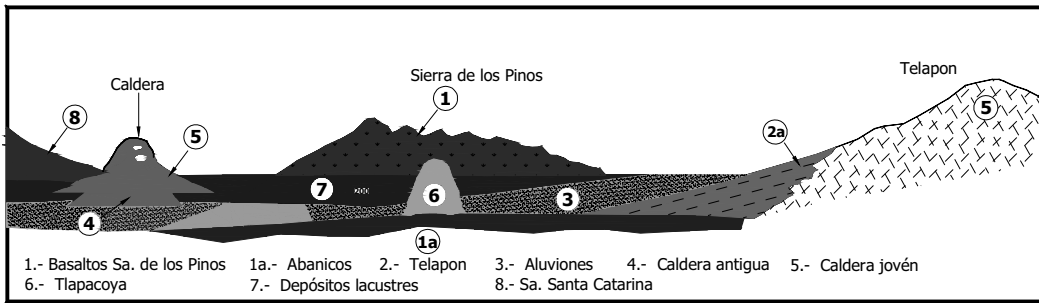 Telapon
Sierra de los Pinos
Caldera
1
5
8
2a
5
7
200
6
3
4
1a
1.- Basaltos Sa. de los Pinos 1a.- Abanicos 2.- Telapon 3.- Aluviones 4.- Caldera antigua 5.- Caldera jovén
6.- Tlapacoya 7.- Depósitos lacustres 8.- Sa. Santa Catarina